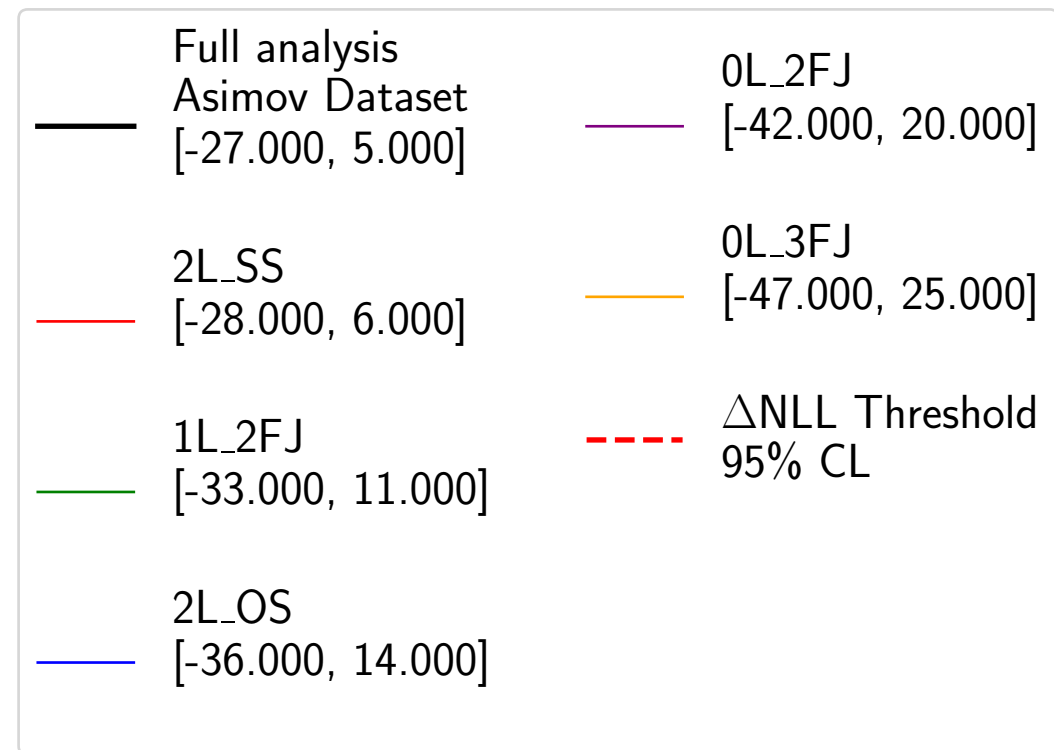 Full analysis
Asimov Dataset
[-27.000, 5.000]
2L_SS
[-28.000, 6.000]
1L_2FJ
[-33.000, 11.000]
2L_OS
[-36.000, 14.000]
0L_2FJ
[-42.000, 20.000]
0L_3FJ
[-47.000, 25.000]
ΔNLL Threshold
95% CL